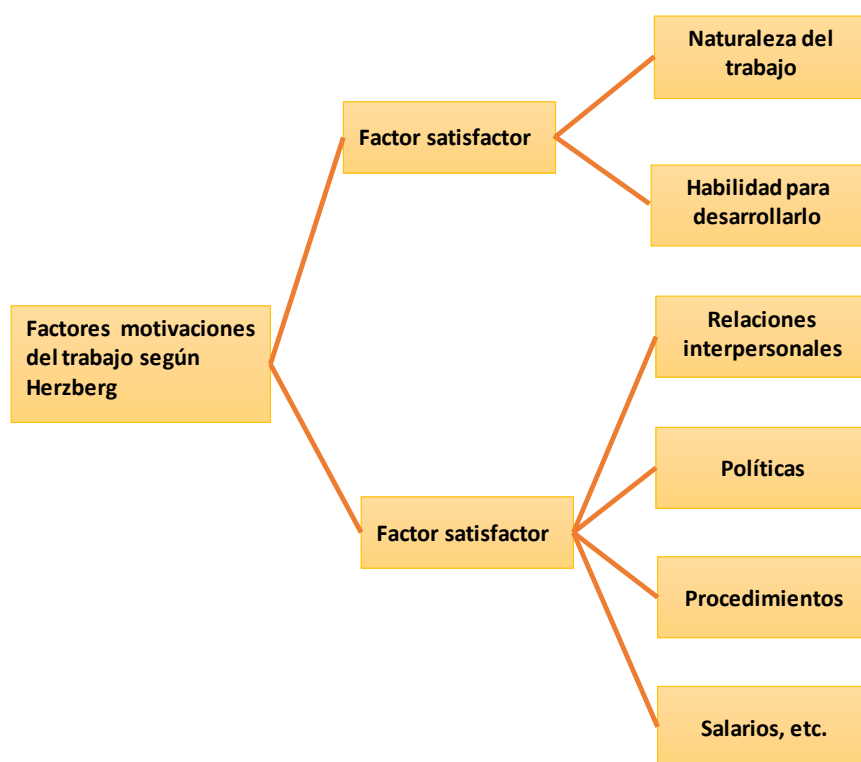 Naturaleza del
trabajo
Factor satisfactor
Habilidad para
desarrollarlo
Factores motivaciones
del trabajo según
Herzberg
Relaciones
interpersonales
Políticas
Factor satisfactor
Procedimientos
Salarios, etc.